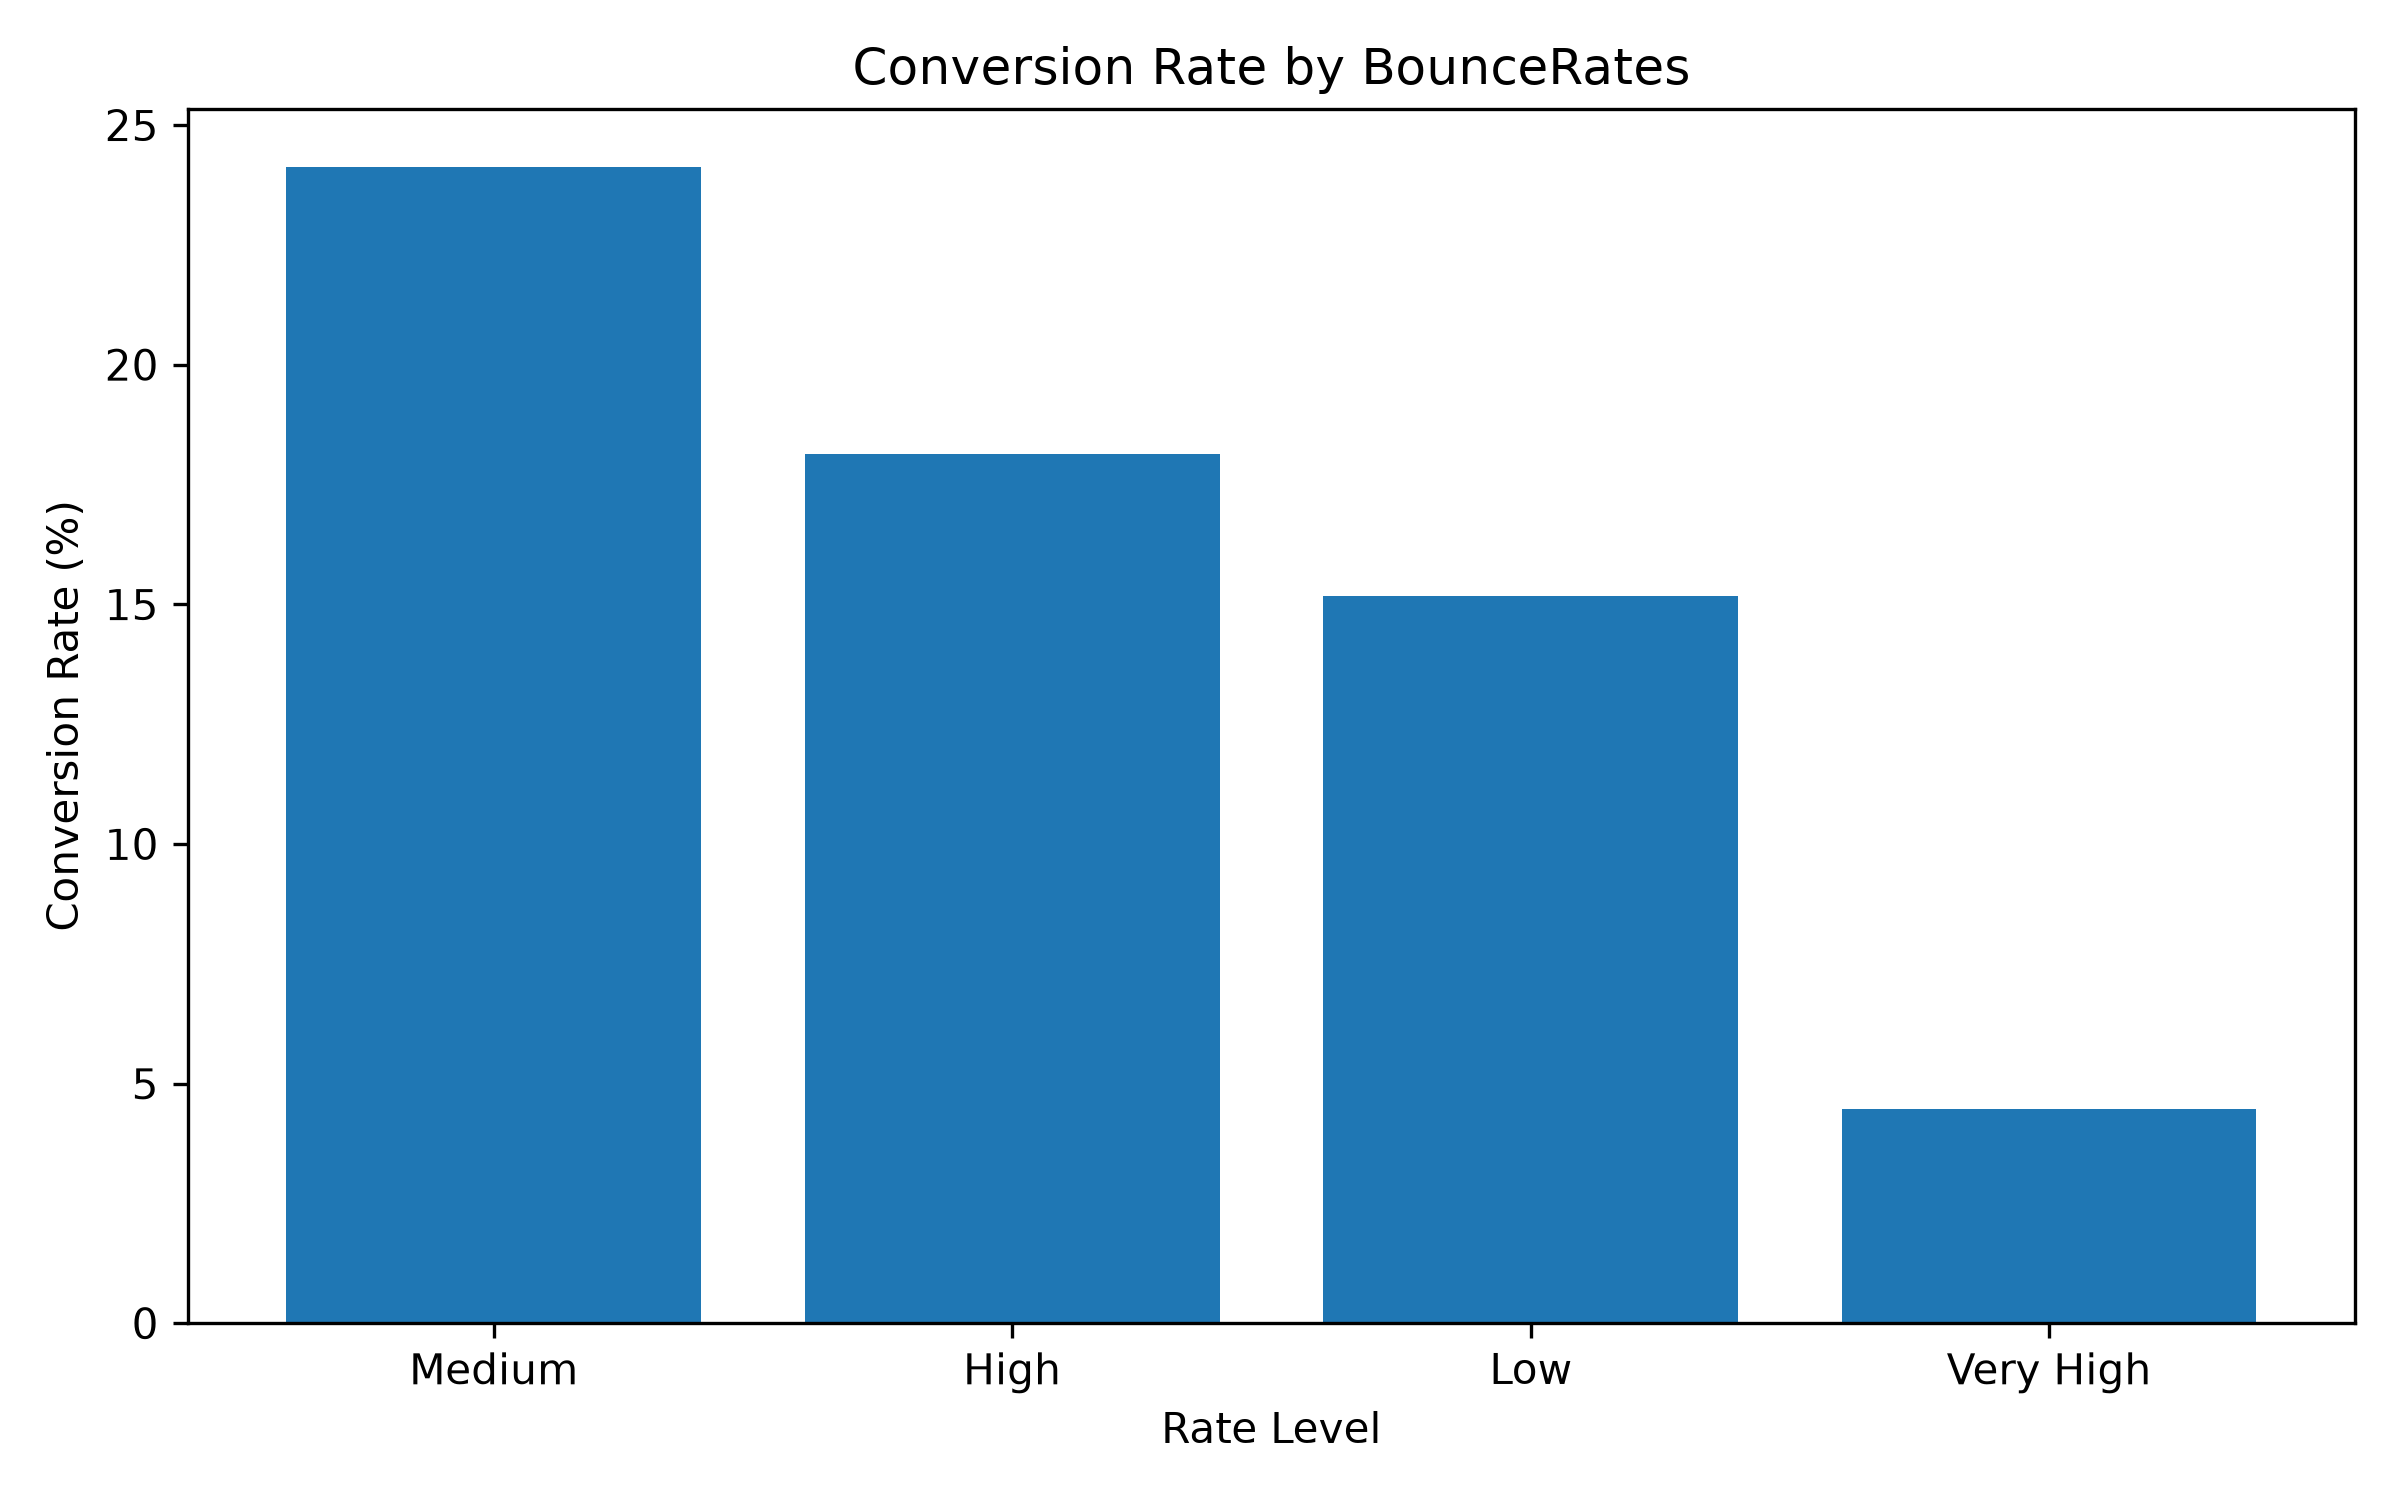 Conversion Rate by BounceRates
Conversion Rate (%)
25
20
15
10
5
0
Medium High Low Very High
Rate Level